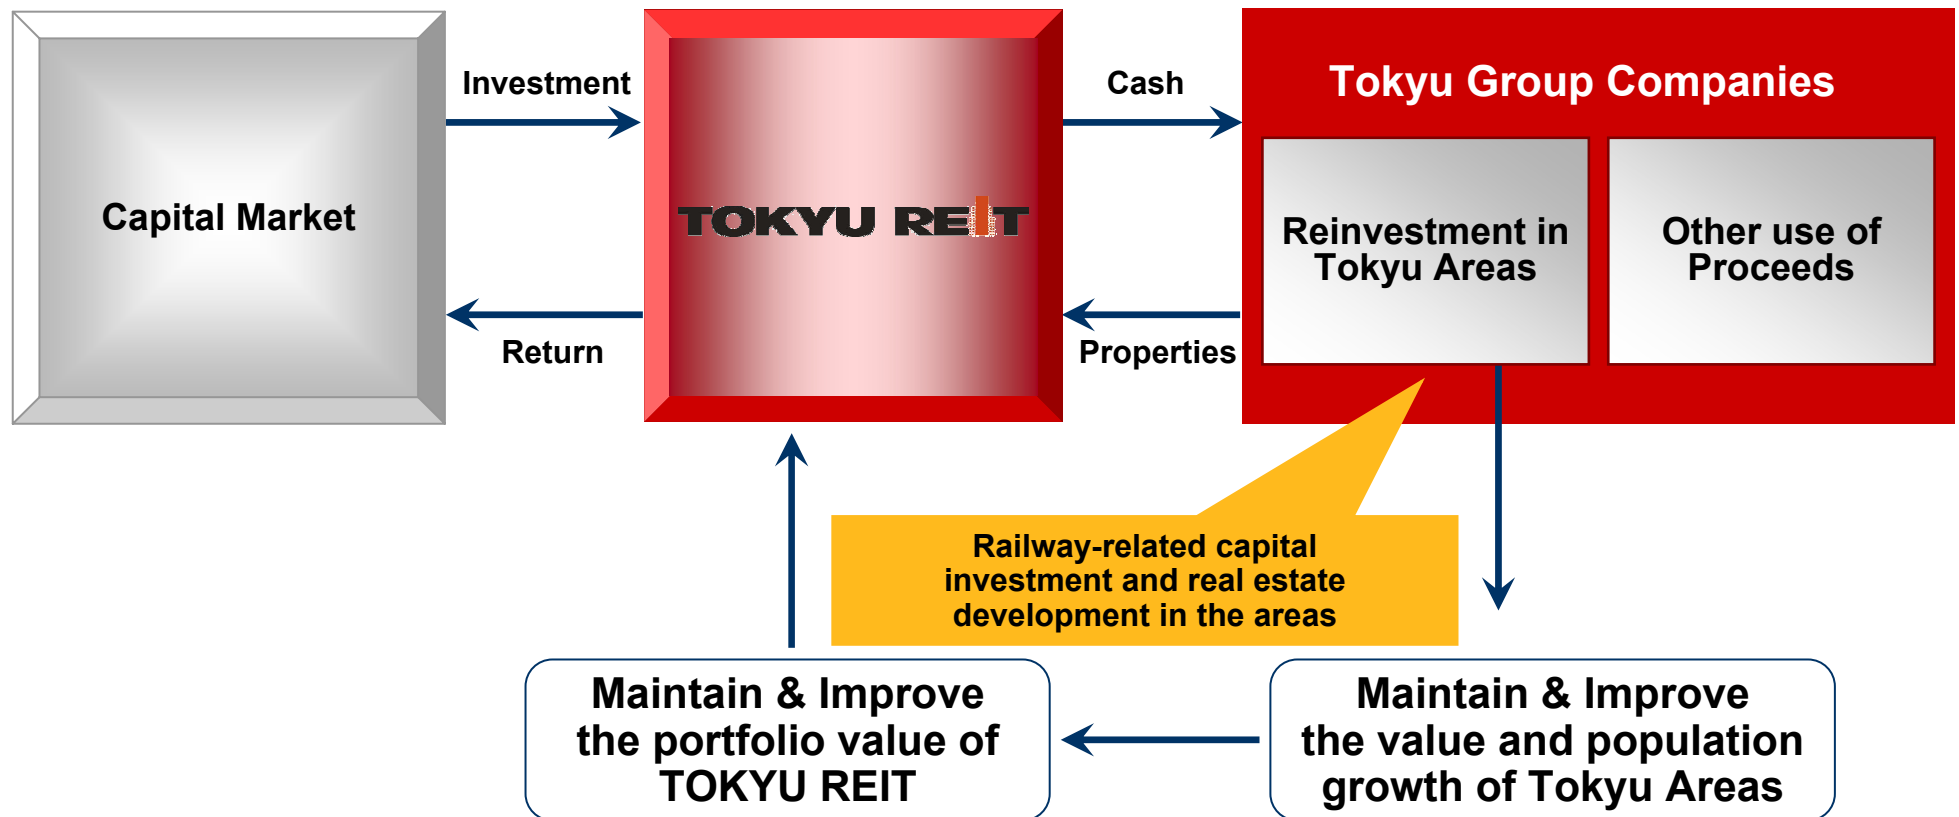 Capital Market
Investment
Return
TOKYU REIT
Cash
Properties
Tokyu Group Companies
Reinvestment in
Tokyu Areas
Other use of
Proceeds
Railway-related capital
investment and real estate
development in the areas
Maintain & Improve
the portfolio value of
TOKYU REIT
Maintain & Improve
the value and population
growth of Tokyu Areas